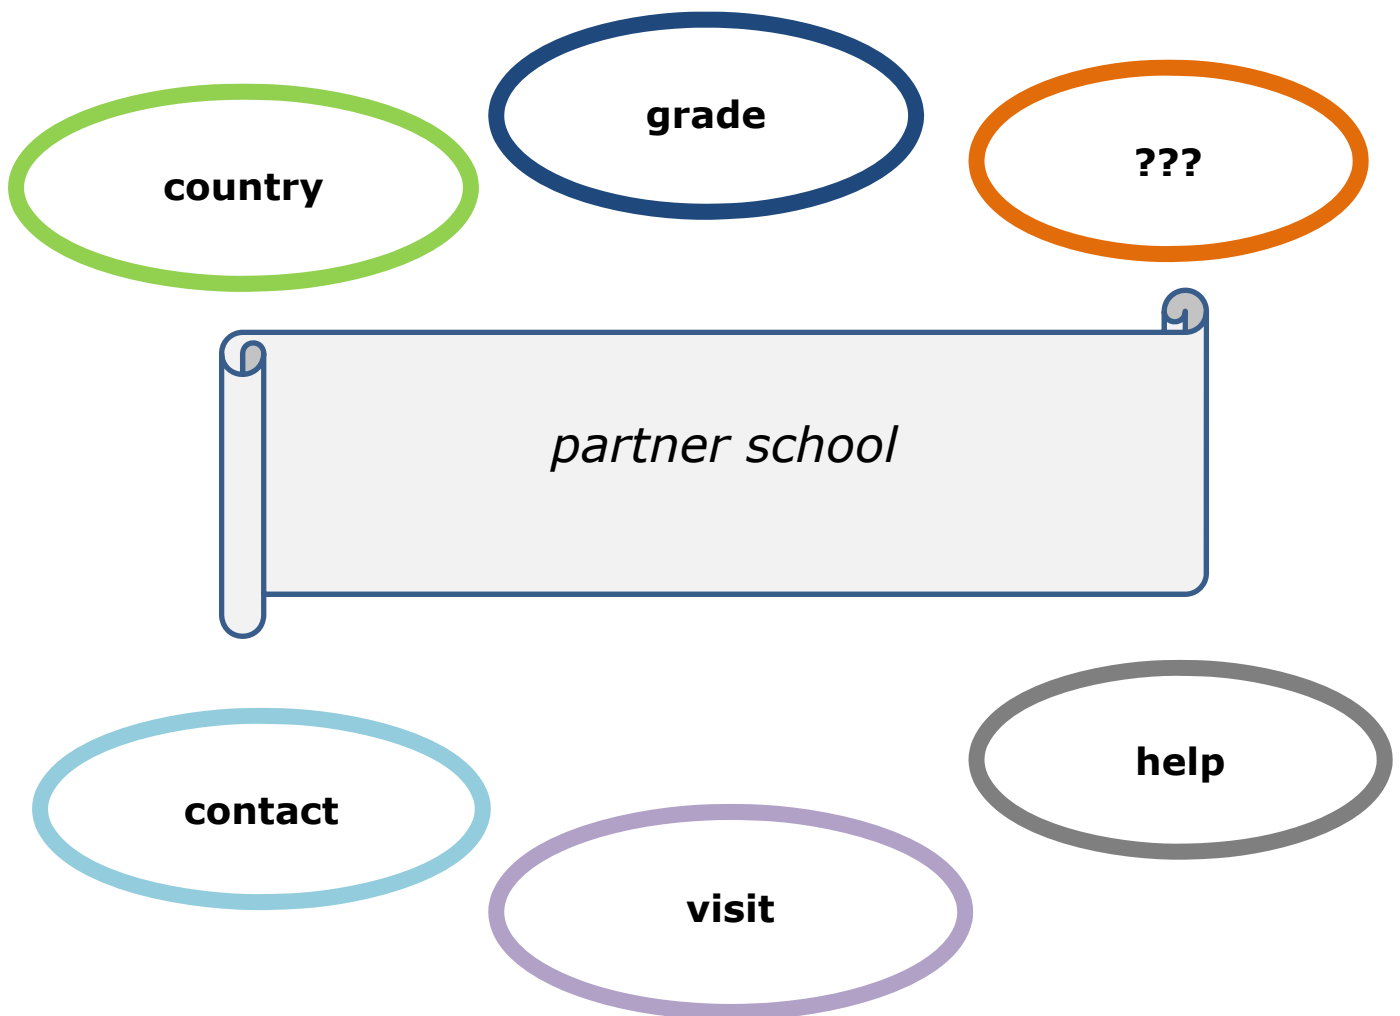 grade
???
country
partner school
help
contact
visit